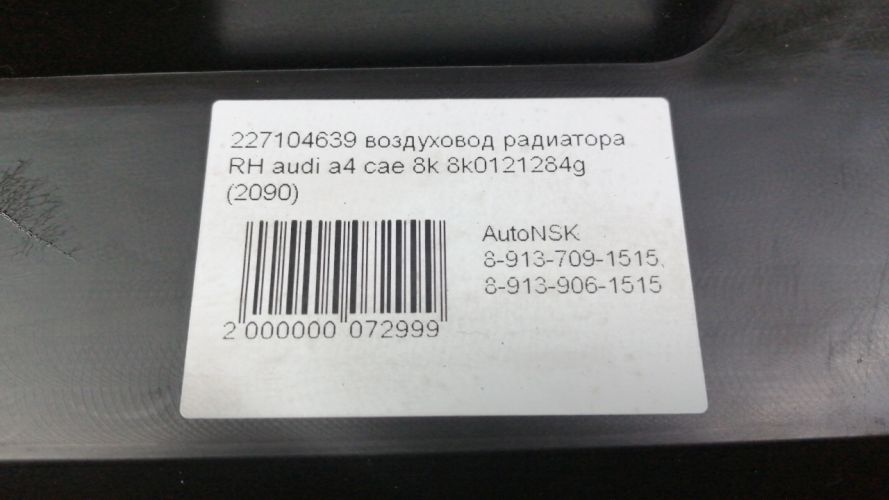 227104639 воздуховод радиатора
RH audi a4 cae 8k 8k0121284g
(2090)
AutoNSK
8-913-709-1515,
8-913-906-1515
2 000000 072999